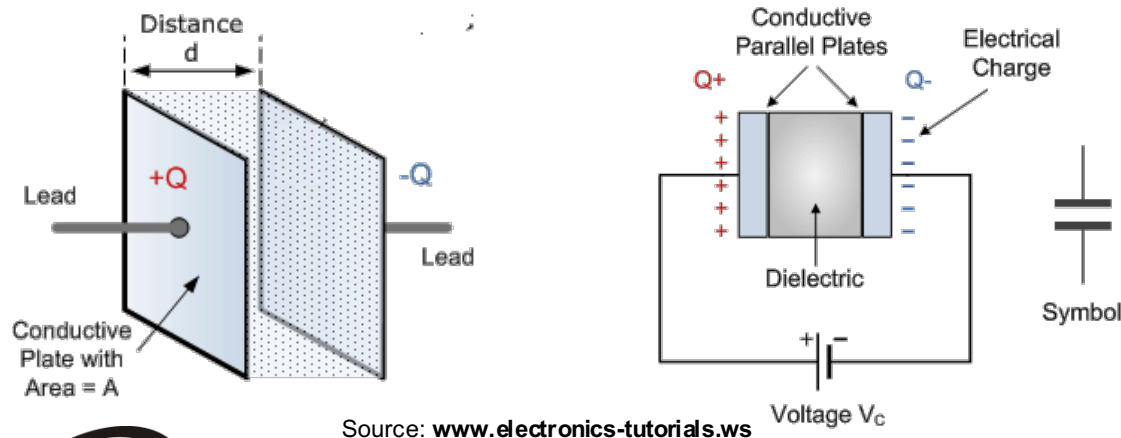 Distance
d
+Q
-Q
Lead
Lead
Conductive
Plate with
Area = A
Conductive
Parallel Plates
Electrical
Charge
Q+
Q-
+
+
+
+
+
+
−
−
−
−
−
−
Dielectric
+
−
Voltage Vc
Symbol
Source: www.electronics-tutorials.ws